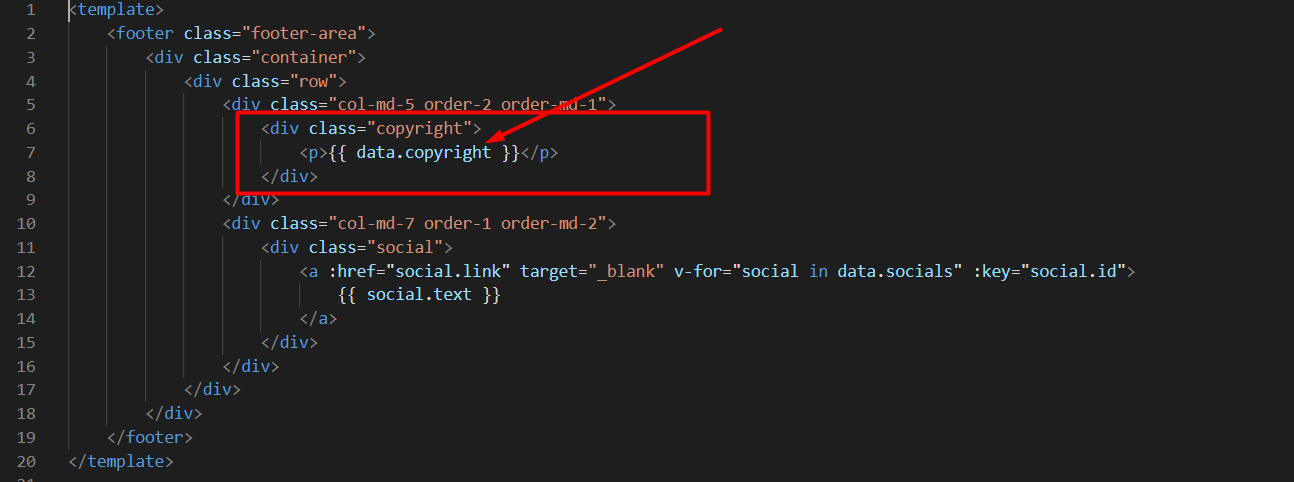 1 <template>
2 <footer class="footer-area">
3 <div class="container">
4 <div class="row">
5 <div class="col-md-5 order-2 order-md-1">
6 <div class="copyright">
7 <p>{{ data.copyright }}</p>
8 </div>
9 </div>
10 <div class="col-md-7 order-1 order-md-2">
11 <div class="social">
12 <a :href="social.link" target="_blank" v-for="social in data.socials" :key="social.id">
13 {{ social.text }}
14 </a>
15 </div>
16 </div>
17 </div>
18 </div>
19 </footer>
20 </template>